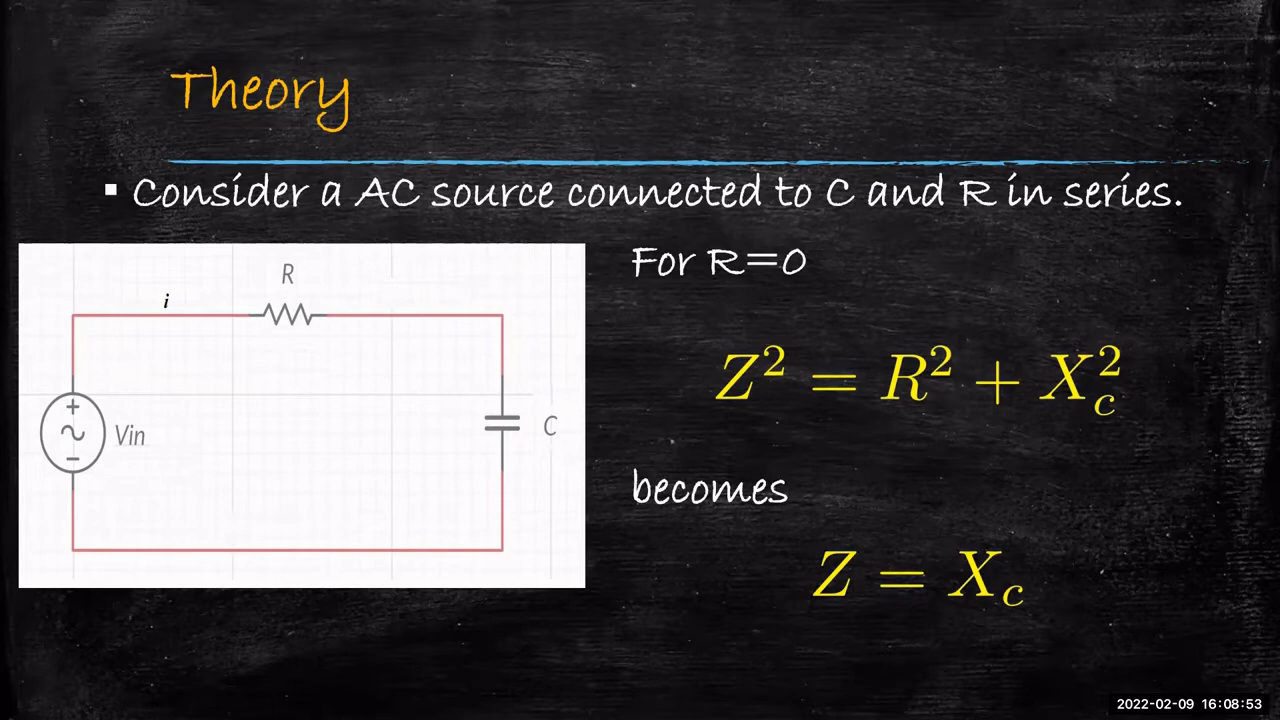 Theory
▪ Consider a AC source connected to C and R in series.
R
i
+
~
−
Vin
C
For R=0
Z² = R² + X_c²
becomes
Z = X_c
2022-02-09 16:08:53